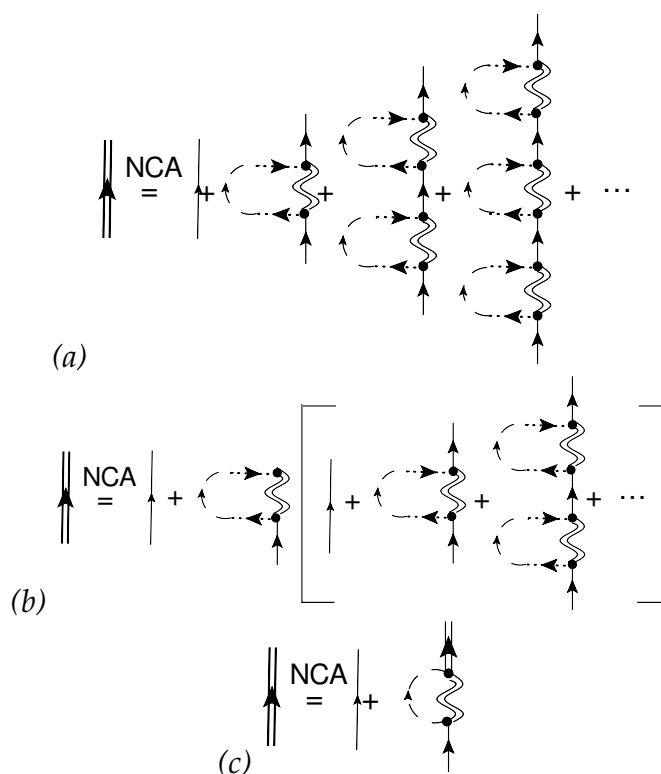 NCA
= + + + + ...
(a)
NCA
= + + + + ...
(b)
NCA
= +
(c)